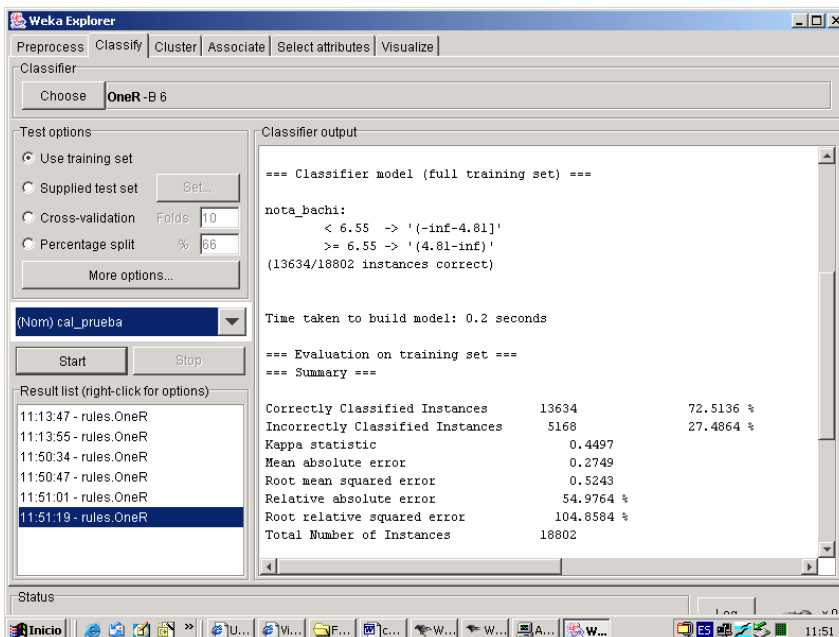 Weka Explorer
Preprocess Classify Cluster Associate Select attributes Visualize
Classifier
Choose OneR -B 6
Test options
Use training set
Supplied test set Set...
Cross-validation Folds 10
Percentage split % 66
More options...
(Nom) cal_prueba
Start Stop
Result list (right-click for options)
11:13:47 - rules.OneR
11:13:55 - rules.OneR
11:50:34 - rules.OneR
11:50:47 - rules.OneR
11:51:01 - rules.OneR
11:51:19 - rules.OneR
Classifier output
=== Classifier model (full training set) ===
nota_bachi:
< 6.55 -> '(-inf-4.81]'
>= 6.55 -> '(4.81-inf)'
(13634/18802 instances correct)
Time taken to build model: 0.2 seconds
=== Evaluation on training set ===
=== Summary ===
Correctly Classified Instances 13634 72.5136 %
Incorrectly Classified Instances 5168 27.4864 %
Kappa statistic 0.4497
Mean absolute error 0.2749
Root mean squared error 0.5243
Relative absolute error 54.9764 %
Root relative squared error 104.8584 %
Total Number of Instances 18802
Status
Log x 0
Inicio » U... Vi... F... c... W... W... A... W... ES 11:51